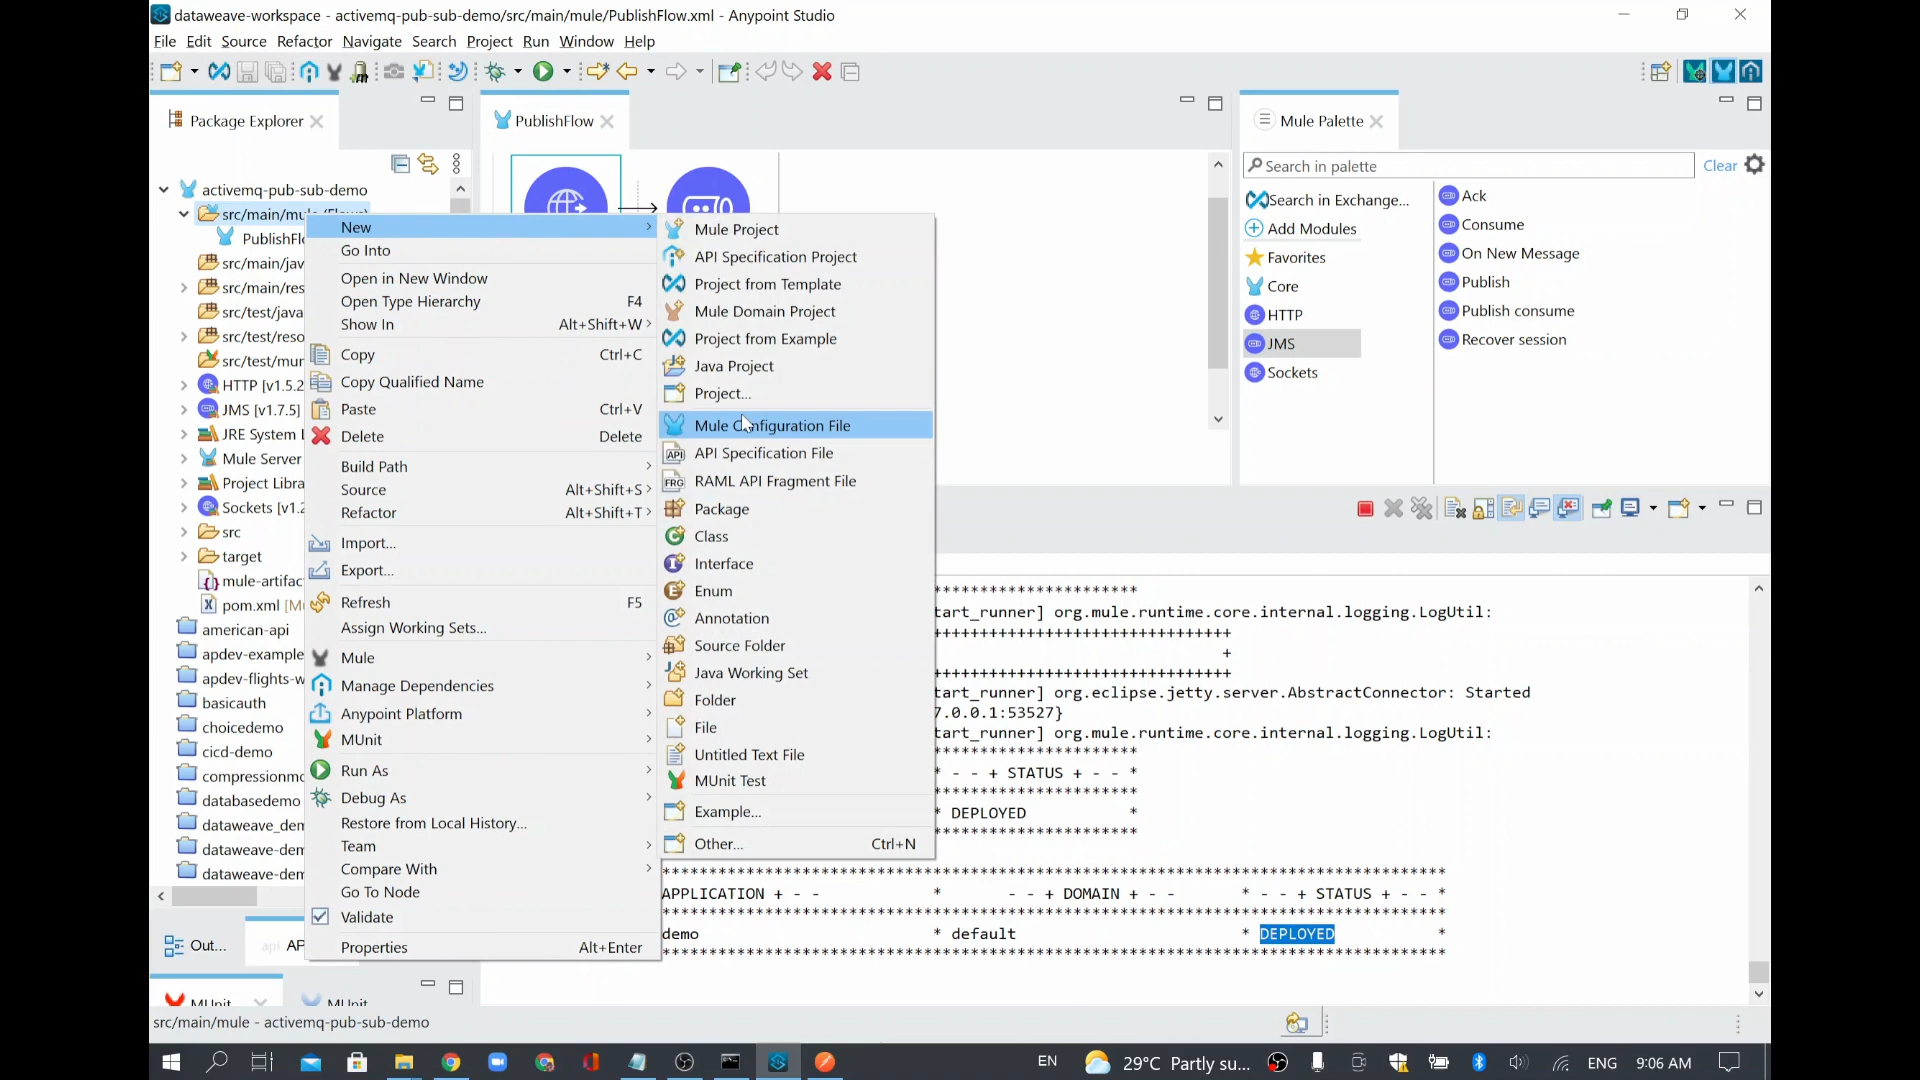 dataweave-workspace - activemq-pub-sub-demo/src/main/mule/PublishFlow.xml - Anypoint Studio
File Edit Source Refactor Navigate Search Project Run Window Help
Package Explorer
PublishFlow
Mule Palette
Search in palette
Clear
activemq-pub-sub-demo
src/main/mule (Flows)
PublishFl
src/main/jav
src/main/res
src/test/java
src/test/reso
src/test/mun
HTTP [v1.5.2
JMS [v1.7.5]
JRE System L
Mule Server
Project Libra
Sockets [v1.2
src
target
mule-artifac
pom.xml [M
american-api
apdev-example
apdev-flights-w
basicauth
choicedemo
cicd-demo
compressionmo
databasedemo
dataweave_dem
dataweave-dem
dataweave-dem
Out...
AP
MUnit
MUnit
New
Go Into
Open in New Window
Open Type Hierarchy F4
Show In Alt+Shift+W
Copy Ctrl+C
Copy Qualified Name
Paste Ctrl+V
Delete Delete
Build Path
Source Alt+Shift+S
Refactor Alt+Shift+T
Import...
Export...
Refresh F5
Assign Working Sets...
Mule
Manage Dependencies
Anypoint Platform
MUnit
Run As
Debug As
Restore from Local History...
Team
Compare With
Go To Node
Validate
Properties Alt+Enter
Mule Project
API Specification Project
Project from Template
Mule Domain Project
Project from Example
Java Project
Project...
Mule Configuration File
API Specification File
RAML API Fragment File
Package
Class
Interface
Enum
Annotation
Source Folder
Java Working Set
Folder
File
Untitled Text File
MUnit Test
Example...
Other... Ctrl+N
Search in Exchange...
Add Modules
Favorites
Core
HTTP
JMS
Sockets
Ack
Consume
On New Message
Publish
Publish consume
Recover session
*********************
tart_runner] org.mule.runtime.core.internal.logging.LogUtil:
++++++++++++++++++++++++++++++
+
++++++++++++++++++++++++++++++
tart_runner] org.eclipse.jetty.server.AbstractConnector: Started
7.0.0.1:53527}
tart_runner] org.mule.runtime.core.internal.logging.LogUtil:
*********************
* - - + STATUS + - - *
*********************
* DEPLOYED *
*********************
APPLICATION + - - * - - + DOMAIN + - - * - - + STATUS + - - *
demo * default * DEPLOYED *
src/main/mule - activemq-pub-sub-demo
EN
29°C Partly su...
ENG
9:06 AM